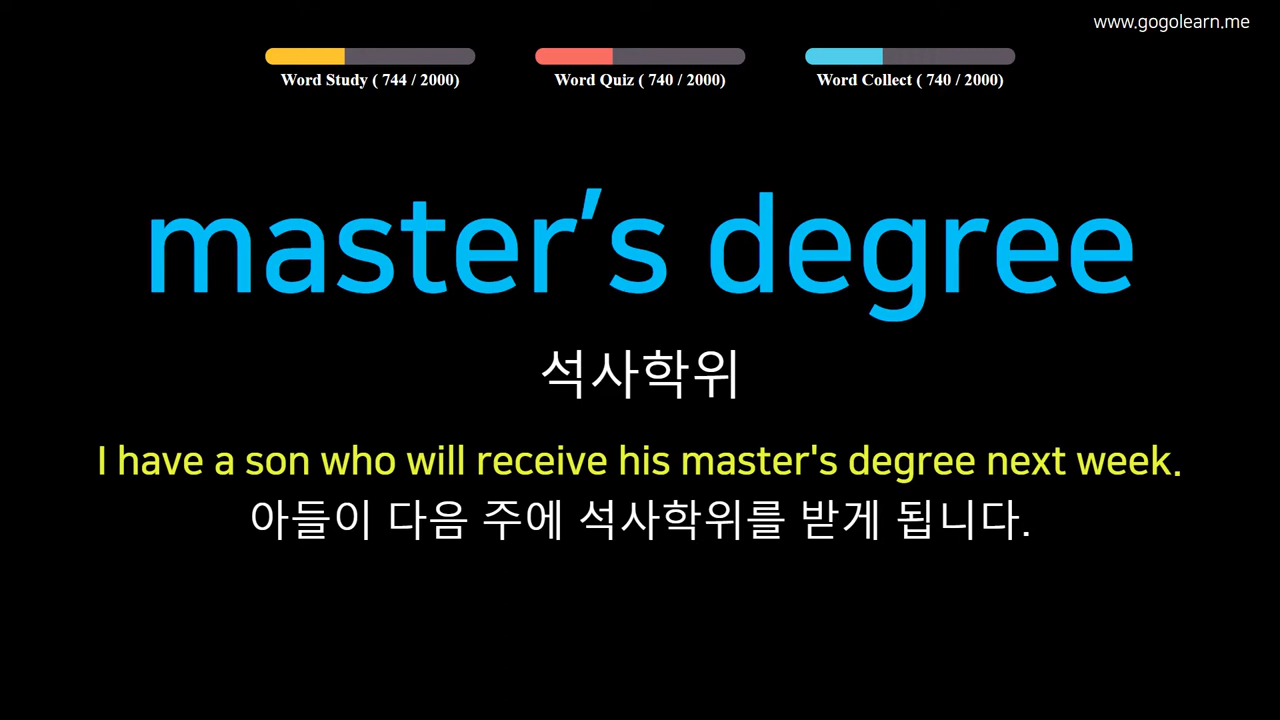 www.gogolearn.me
Word Study ( 744 / 2000)
Word Quiz ( 740 / 2000)
Word Collect ( 740 / 2000)
master’s degree
석사학위
I have a son who will receive his master's degree next week.
아들이 다음 주에 석사학위를 받게 됩니다.